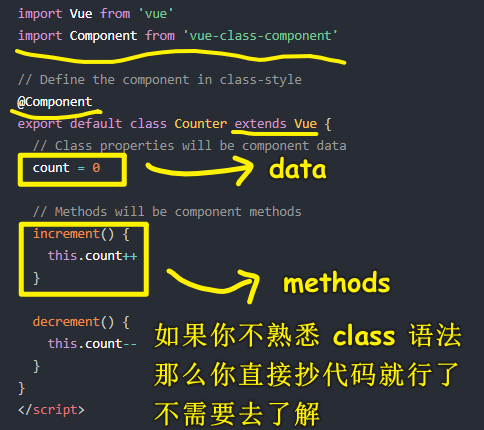 import Vue from 'vue'
import Component from 'vue-class-component'
// Define the component in class-style
@Component
export default class Counter extends Vue {
// Class properties will be component data
count = 0
data
// Methods will be component methods
increment() {
this.count++
}
methods
decrement() {
this.count--
}
}
</script>
如果你不熟悉 class 语法
那么你直接抄代码就行了
不需要去了解